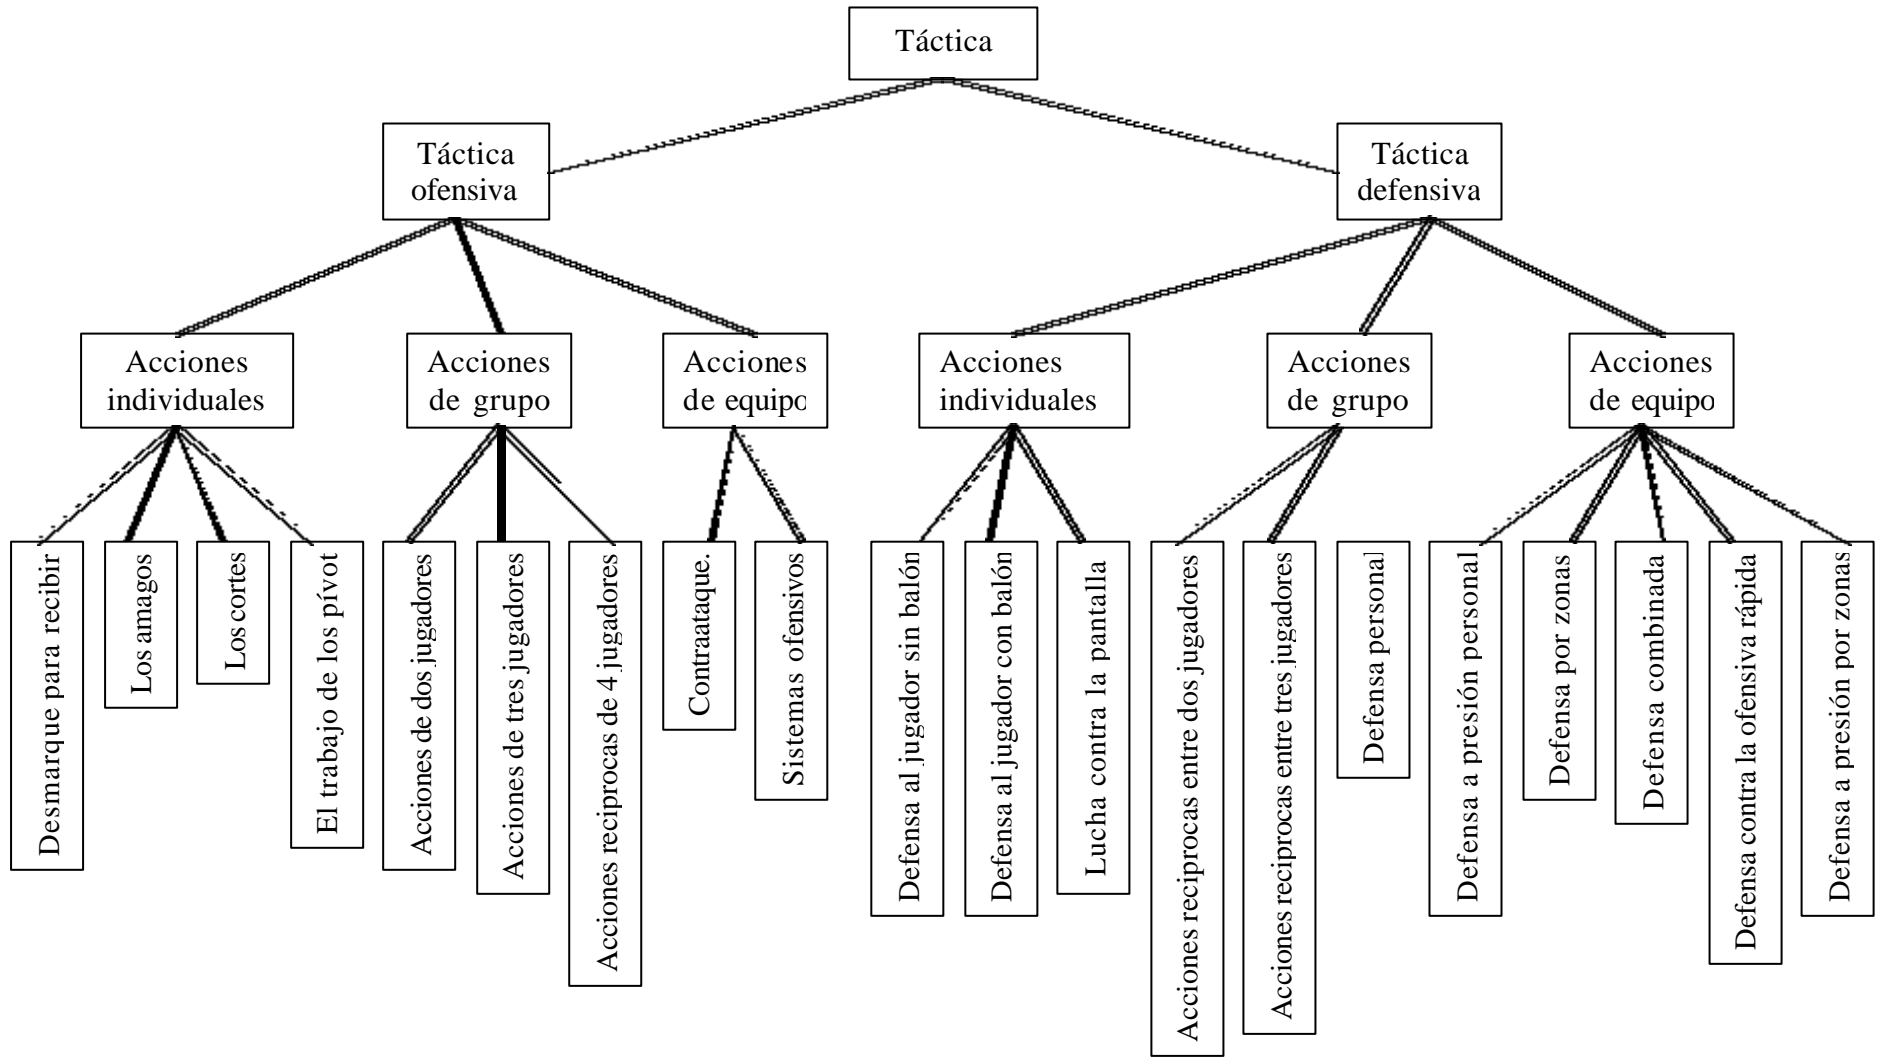 Táctica
Táctica
ofensiva
Táctica
defensiva
Acciones
individuales
Acciones
de grupo
Acciones
de equipo
Acciones
individuales
Acciones
de grupo
Acciones
de equipo
Desmarque para recibir
Los amagos
Los cortes
El trabajo de los pívot
Acciones de dos jugadores
Acciones de tres jugadores
Acciones reciprocas de 4 jugadores
Contraataque.
Sistemas ofensivos
Defensa al jugador sin balón
Defensa al jugador con balón
Lucha contra la pantalla
Acciones reciprocas entre dos jugadores
Acciones reciprocas entre tres jugadores
Defensa personal
Defensa a presión personal
Defensa por zonas
Defensa combinada
Defensa contra la ofensiva rápida
Defensa a presión por zonas